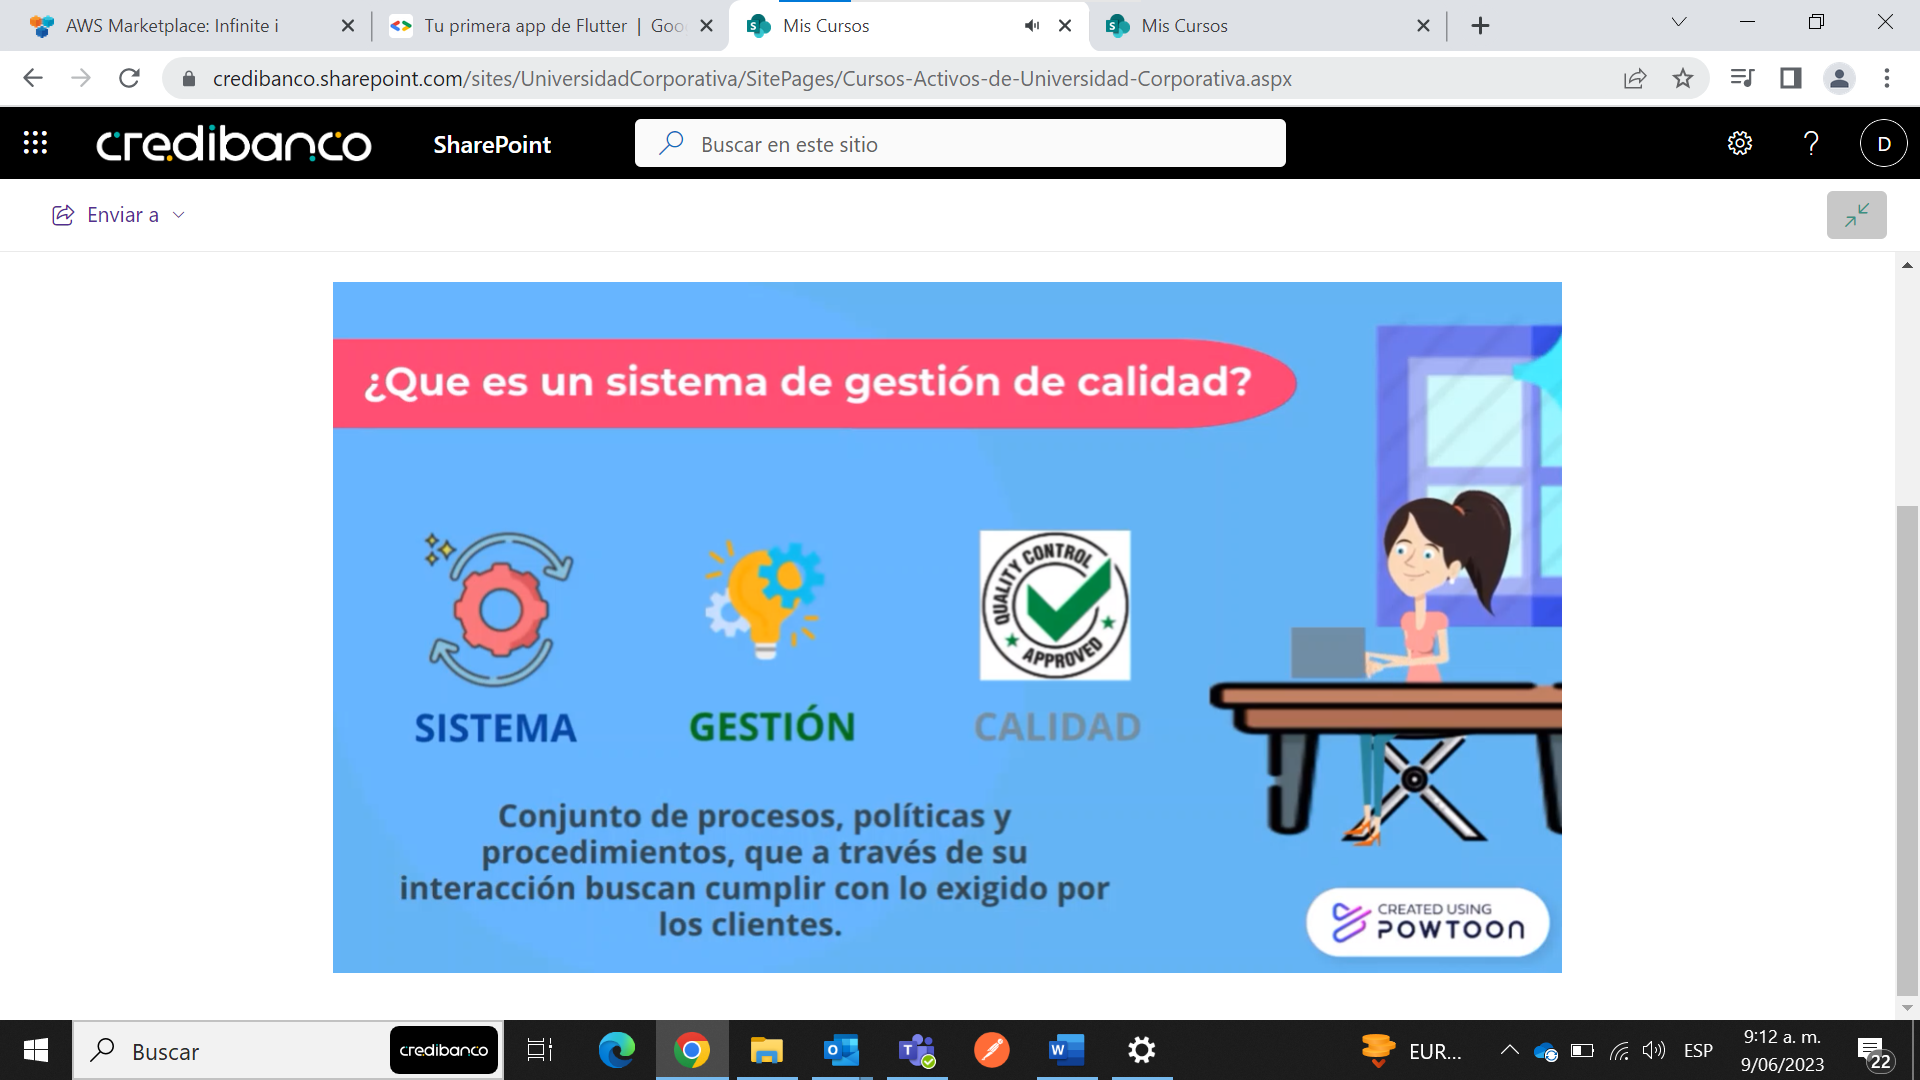 AWS Marketplace: Infinite i
Tu primera app de Flutter | Goo
Mis Cursos
Mis Cursos
credibanco.sharepoint.com/sites/UniversidadCorporativa/SitePages/Cursos-Activos-de-Universidad-Corporativa.aspx
credibanco
SharePoint
Buscar en este sitio
D
Enviar a
¿Que es un sistema de gestión de calidad?
QUALITY CONTROL
APPROVED
SISTEMA
GESTIÓN
CALIDAD
Conjunto de procesos, políticas y
procedimientos, que a través de su
interacción buscan cumplir con lo exigido por
los clientes.
CREATED USING
POWTOON
Buscar
credibanco
EUR...
ESP
9:12 a. m.
9/06/2023
22